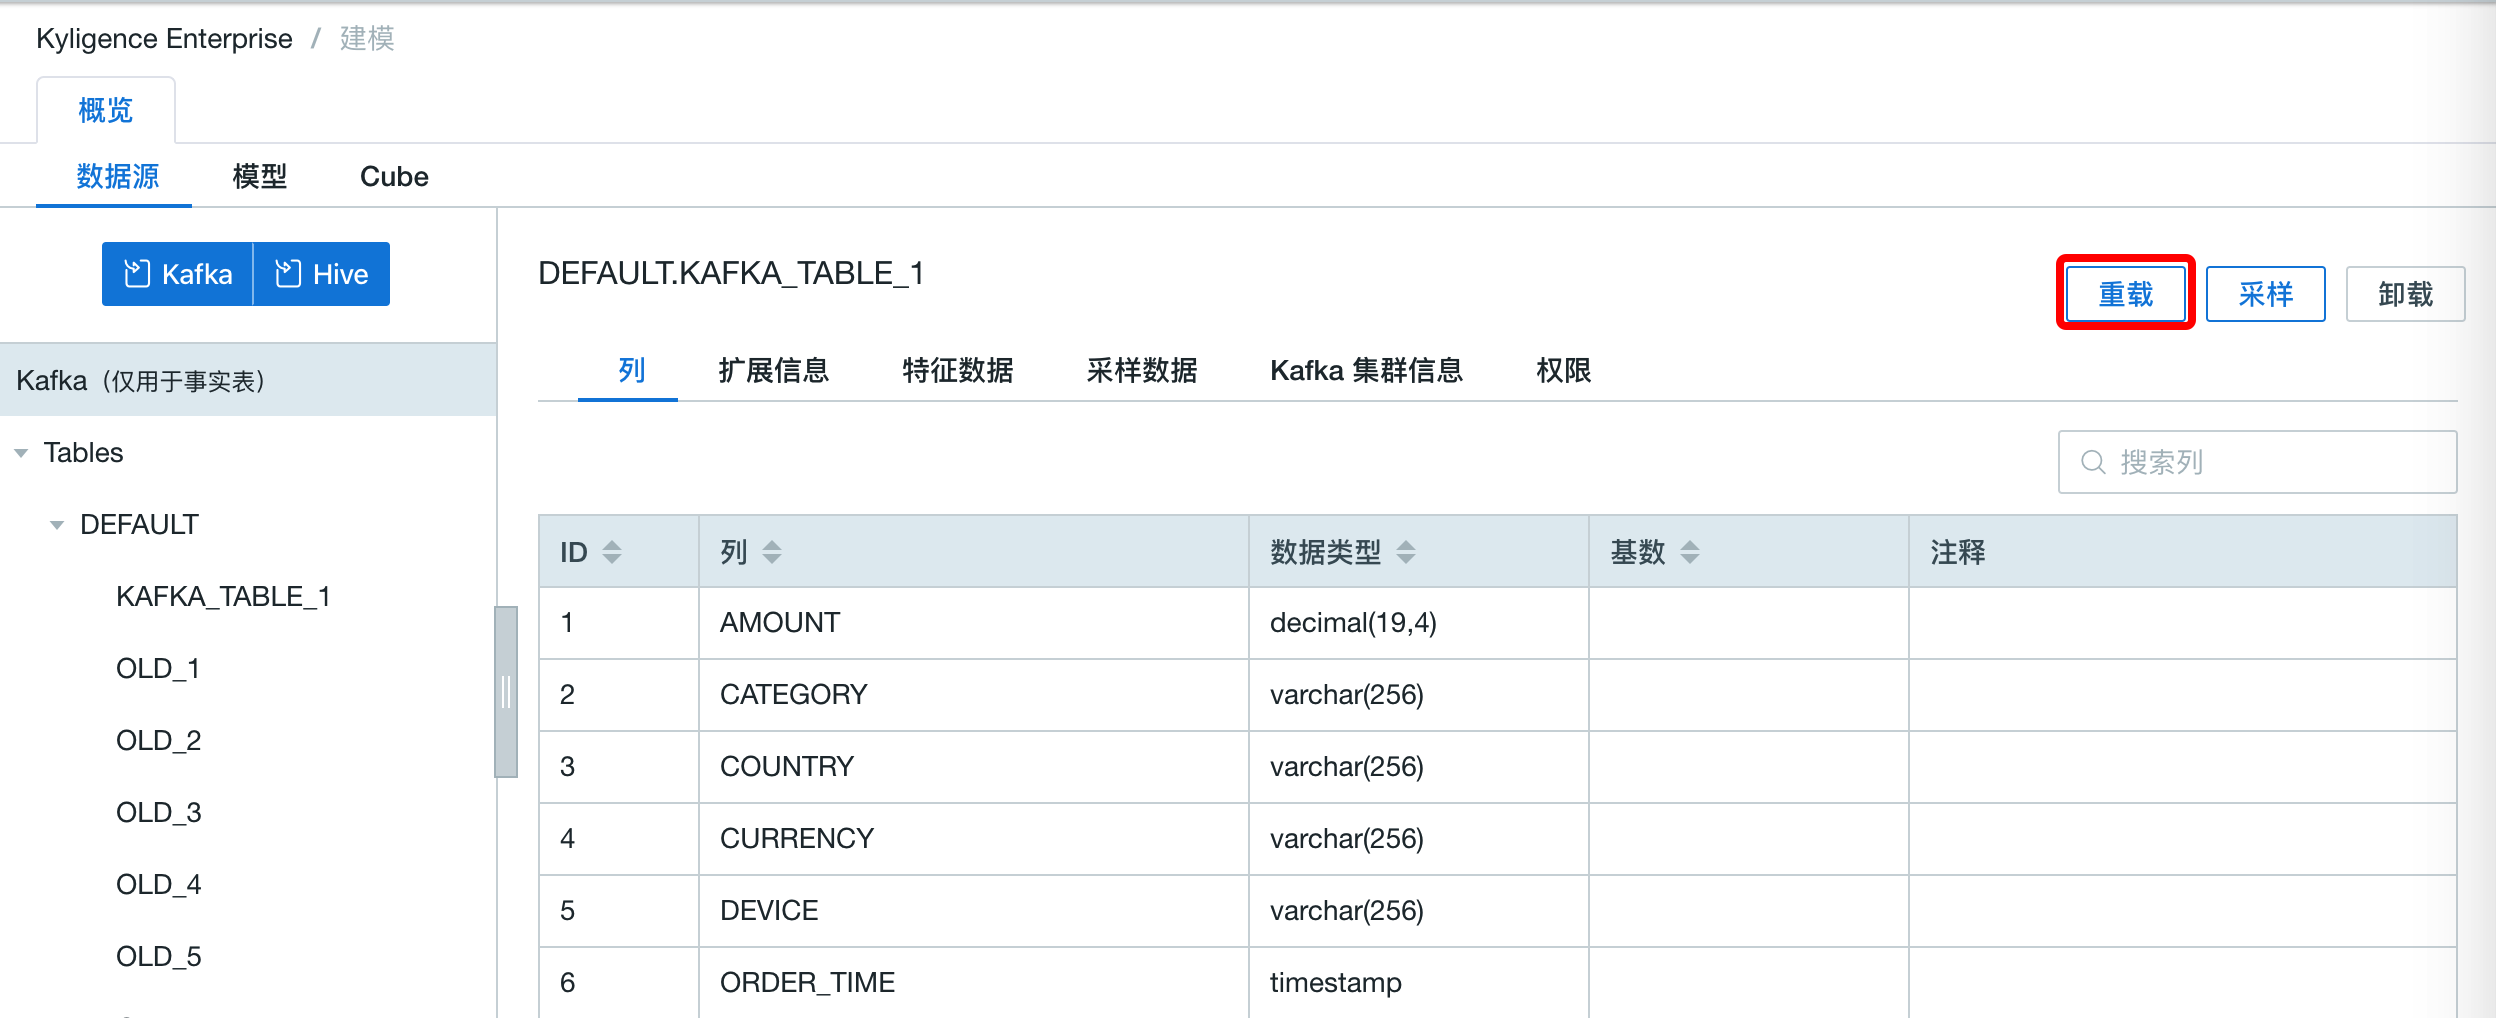 Kyligence Enterprise / 建模
概览
数据源 模型 Cube
Kafka Hive
Kafka（仅用于事实表）
Tables
DEFAULT
KAFKA_TABLE_1
OLD_1
OLD_2
OLD_3
OLD_4
OLD_5
DEFAULT.KAFKA_TABLE_1
重载 采样 卸载
列 扩展信息 特征数据 采样数据 Kafka 集群信息 权限
搜索列
ID 列 数据类型 基数 注释
1 AMOUNT decimal(19,4)
2 CATEGORY varchar(256)
3 COUNTRY varchar(256)
4 CURRENCY varchar(256)
5 DEVICE varchar(256)
6 ORDER_TIME timestamp